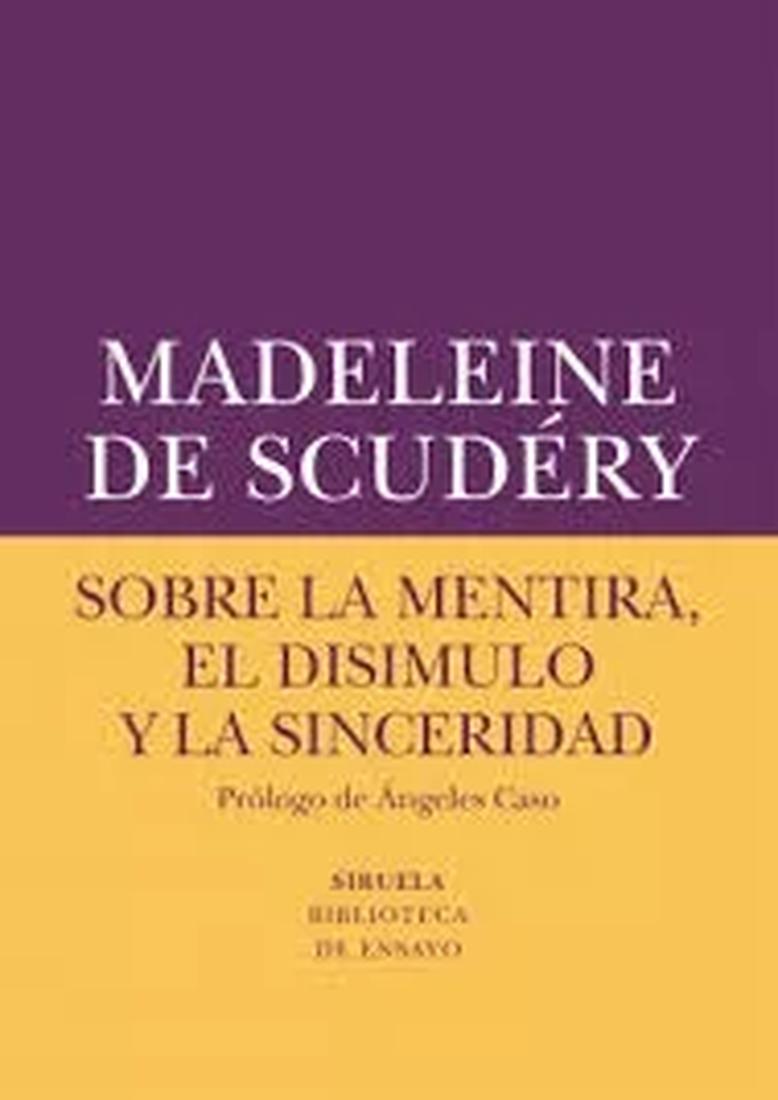 MADELEINE
DE SCUDÉRY
SOBRE LA MENTIRA,
EL DISIMULO
Y LA SINCERIDAD
Prólogo de Ángeles Caso
SIRUELA
BIBLIOTECA
DE ENSAYO